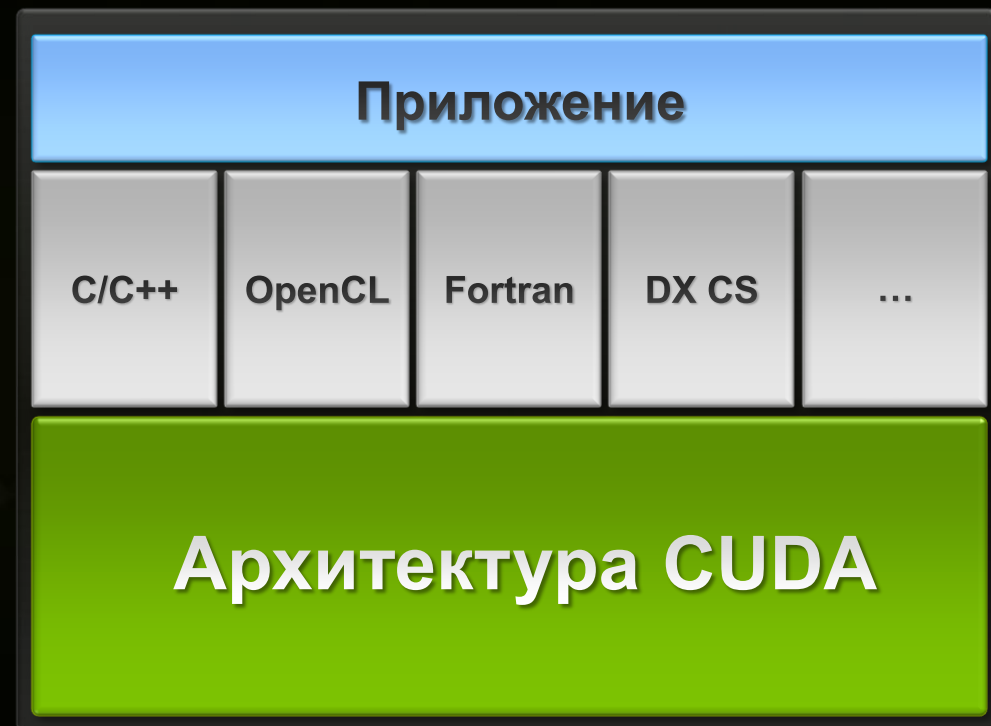 Приложение
C/C++
OpenCL
Fortran
DX CS
...
Архитектура CUDA